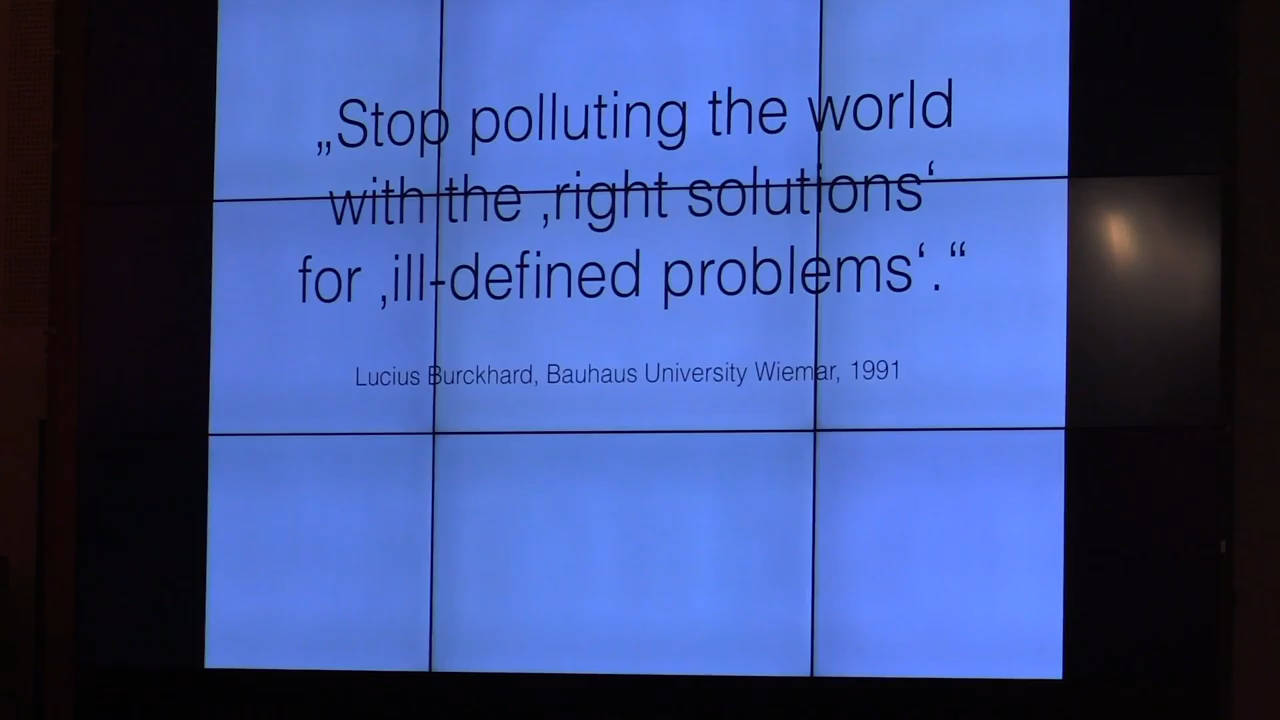 „Stop polluting the world
with the ‚right solutions‘
for ‚ill-defined problems‘.“
Lucius Burckhard, Bauhaus University Wiemar, 1991